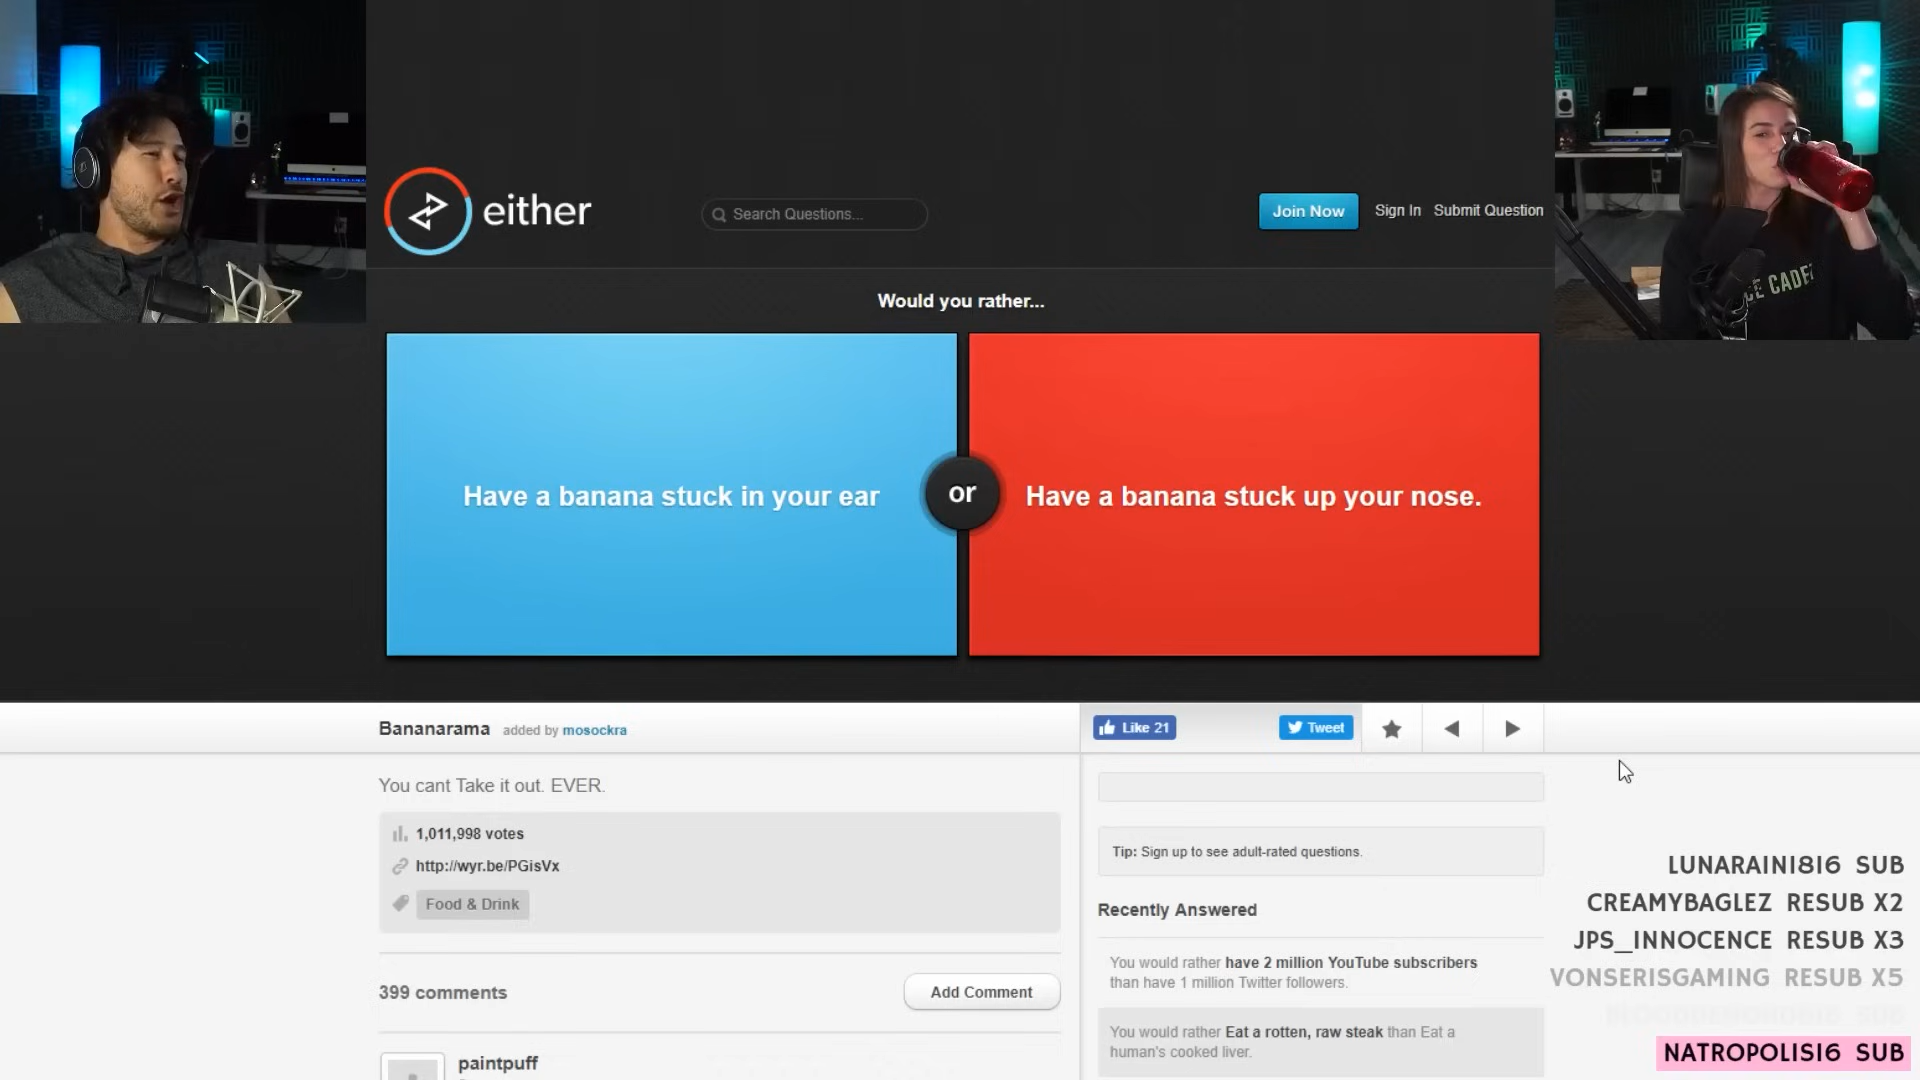 either
Search Questions...
Join Now
Sign In
Submit Question
Would you rather...
Have a banana stuck in your ear
or
Have a banana stuck up your nose.
Bananarama added by mosockra
Like 21
Tweet
You cant Take it out. EVER.
1,011,998 votes
http://wyr.be/PGisVx
Food & Drink
399 comments
Add Comment
paintpuff
Tip: Sign up to see adult-rated questions.
Recently Answered
You would rather have 2 million YouTube subscribers
than have 1 million Twitter followers.
You would rather Eat a rotten, raw steak than Eat a
human's cooked liver.
LUNARAIN1816 SUB
CREAMYBAGLEZ RESUB X2
JPS_INNOCENCE RESUB X3
VONSERISGAMING RESUB X5
NATROPOLIS16 SUB